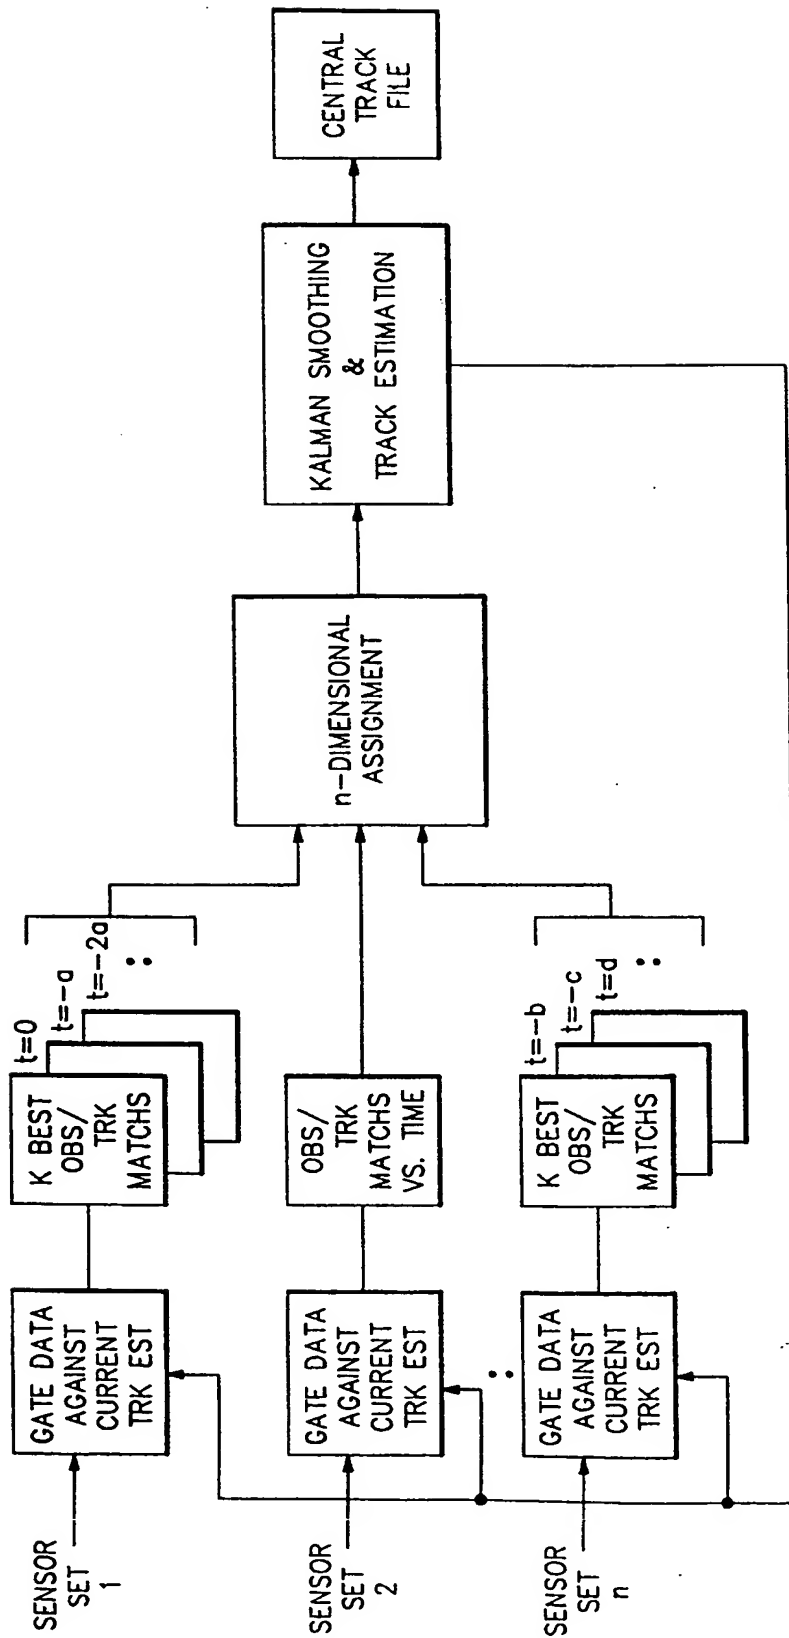 SENSOR
SET
1
GATE DATA
AGAINST
CURRENT
TRK EST
K BEST
OBS/
TRK
MATCHS
t=0
t=-a
t=-2a
:
SENSOR
SET
2
GATE DATA
AGAINST
CURRENT
TRK EST
OBS/
TRK
MATCHS
VS. TIME
:
SENSOR
SET
n
GATE DATA
AGAINST
CURRENT
TRK EST
K BEST
OBS/
TRK
MATCHS
t=-b
t=-c
t=d
:
n-DIMENSIONAL
ASSIGNMENT
KALMAN SMOOTHING
&
TRACK ESTIMATION
CENTRAL
TRACK
FILE